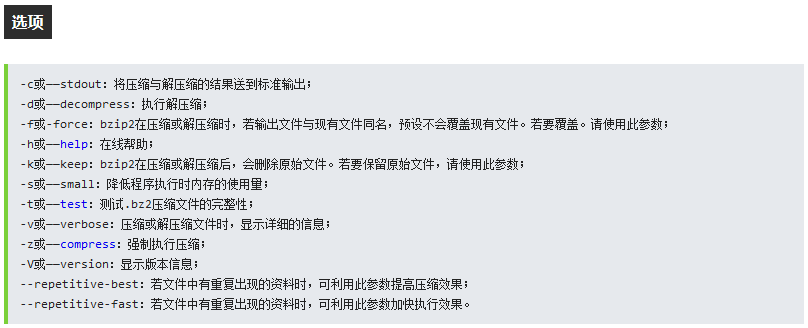 选项
-c或——stdout：将压缩与解压缩的结果送到标准输出；
-d或——decompress：执行解压缩；
-f或-force：bzip2在压缩或解压缩时，若输出文件与现有文件同名，预设不会覆盖现有文件。若要覆盖。请使用此参数；
-h或——help：在线帮助；
-k或——keep：bzip2在压缩或解压缩后，会删除原始文件。若要保留原始文件，请使用此参数；
-s或——small：降低程序执行时内存的使用量；
-t或——test：测试.bz2压缩文件的完整性；
-v或——verbose：压缩或解压缩文件时，显示详细的信息；
-z或——compress：强制执行压缩；
-V或——version：显示版本信息；
--repetitive-best：若文件中有重复出现的资料时，可利用此参数提高压缩效果；
--repetitive-fast：若文件中有重复出现的资料时，可利用此参数加快执行效果。